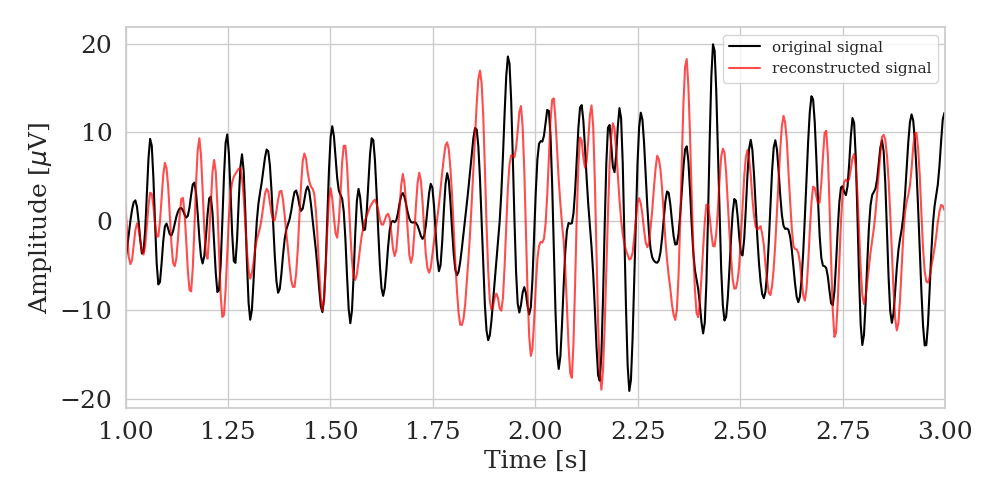 20
10
0
−10
−20
Amplitude [μV]
original signal
reconstructed signal
1.00 1.25 1.50 1.75 2.00 2.25 2.50 2.75 3.00
Time [s]